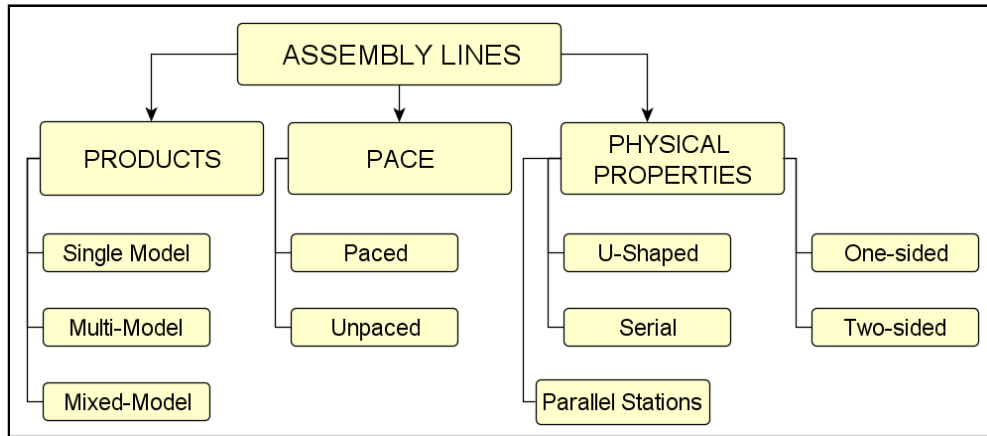 ASSEMBLY LINES
PRODUCTS
Single Model
Multi-Model
Mixed-Model
PACE
Paced
Unpaced
PHYSICAL
PROPERTIES
U-Shaped
Serial
Parallel Stations
One-sided
Two-sided